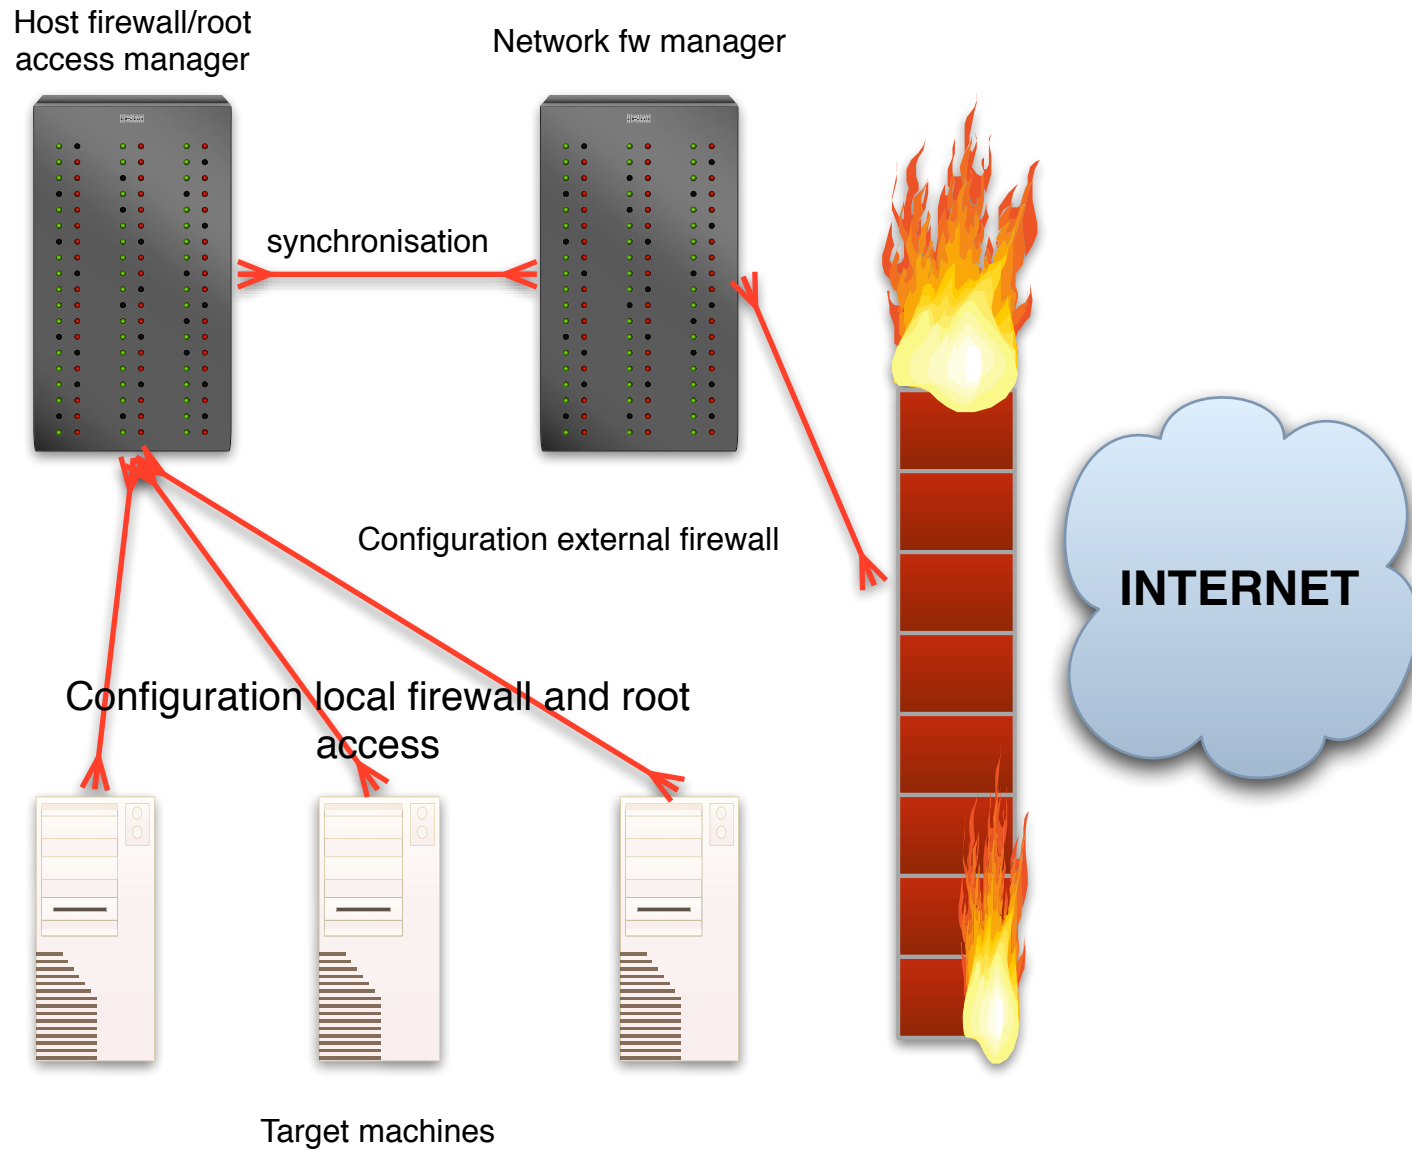 Host firewall/root
access manager
Network fw manager
synchronisation
Configuration external firewall
INTERNET
Configuration local firewall and root
access
Target machines